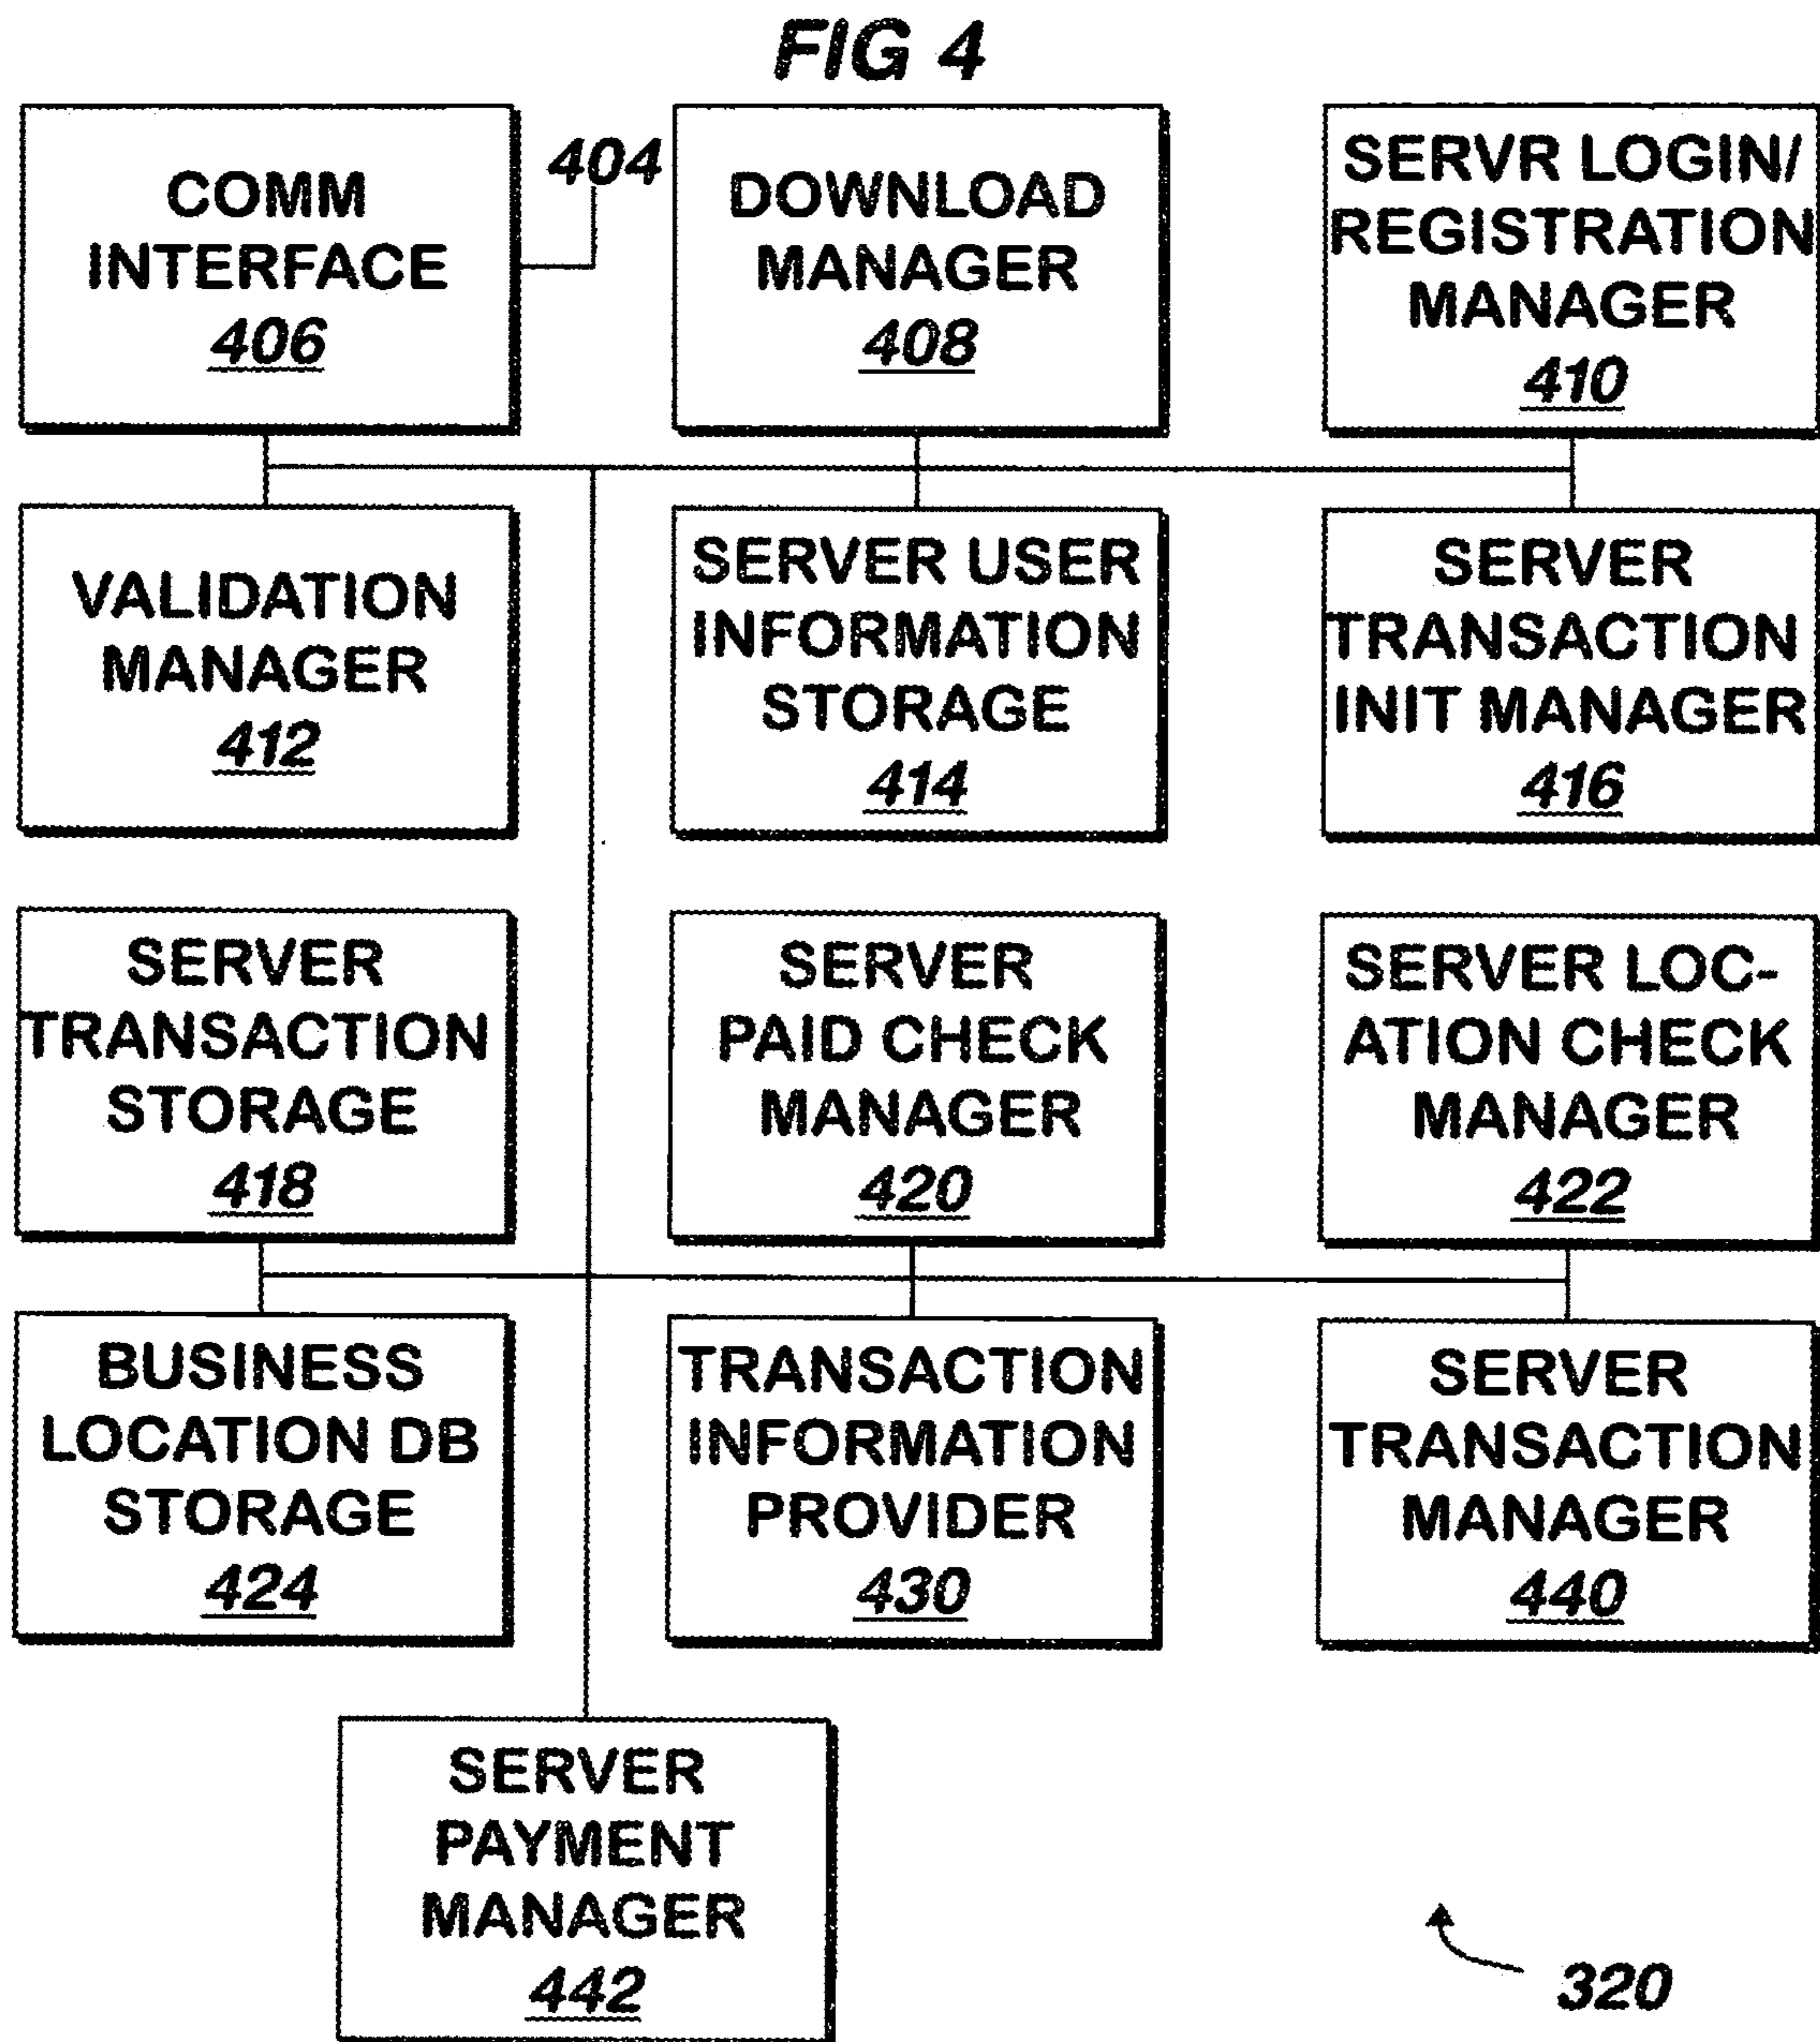 FIG 4
COMM
INTERFACE
406
404
DOWNLOAD
MANAGER
408
SERVR LOGIN/
REGISTRATION
MANAGER
410
VALIDATION
MANAGER
412
SERVER USER
INFORMATION
STORAGE
414
SERVER
TRANSACTION
INIT MANAGER
416
SERVER
TRANSACTION
STORAGE
418
SERVER
PAID CHECK
MANAGER
420
SERVER LOC-
ATION CHECK
MANAGER
422
BUSINESS
LOCATION DB
STORAGE
424
TRANSACTION
INFORMATION
PROVIDER
430
SERVER
TRANSACTION
MANAGER
440
SERVER
PAYMENT
MANAGER
442
320